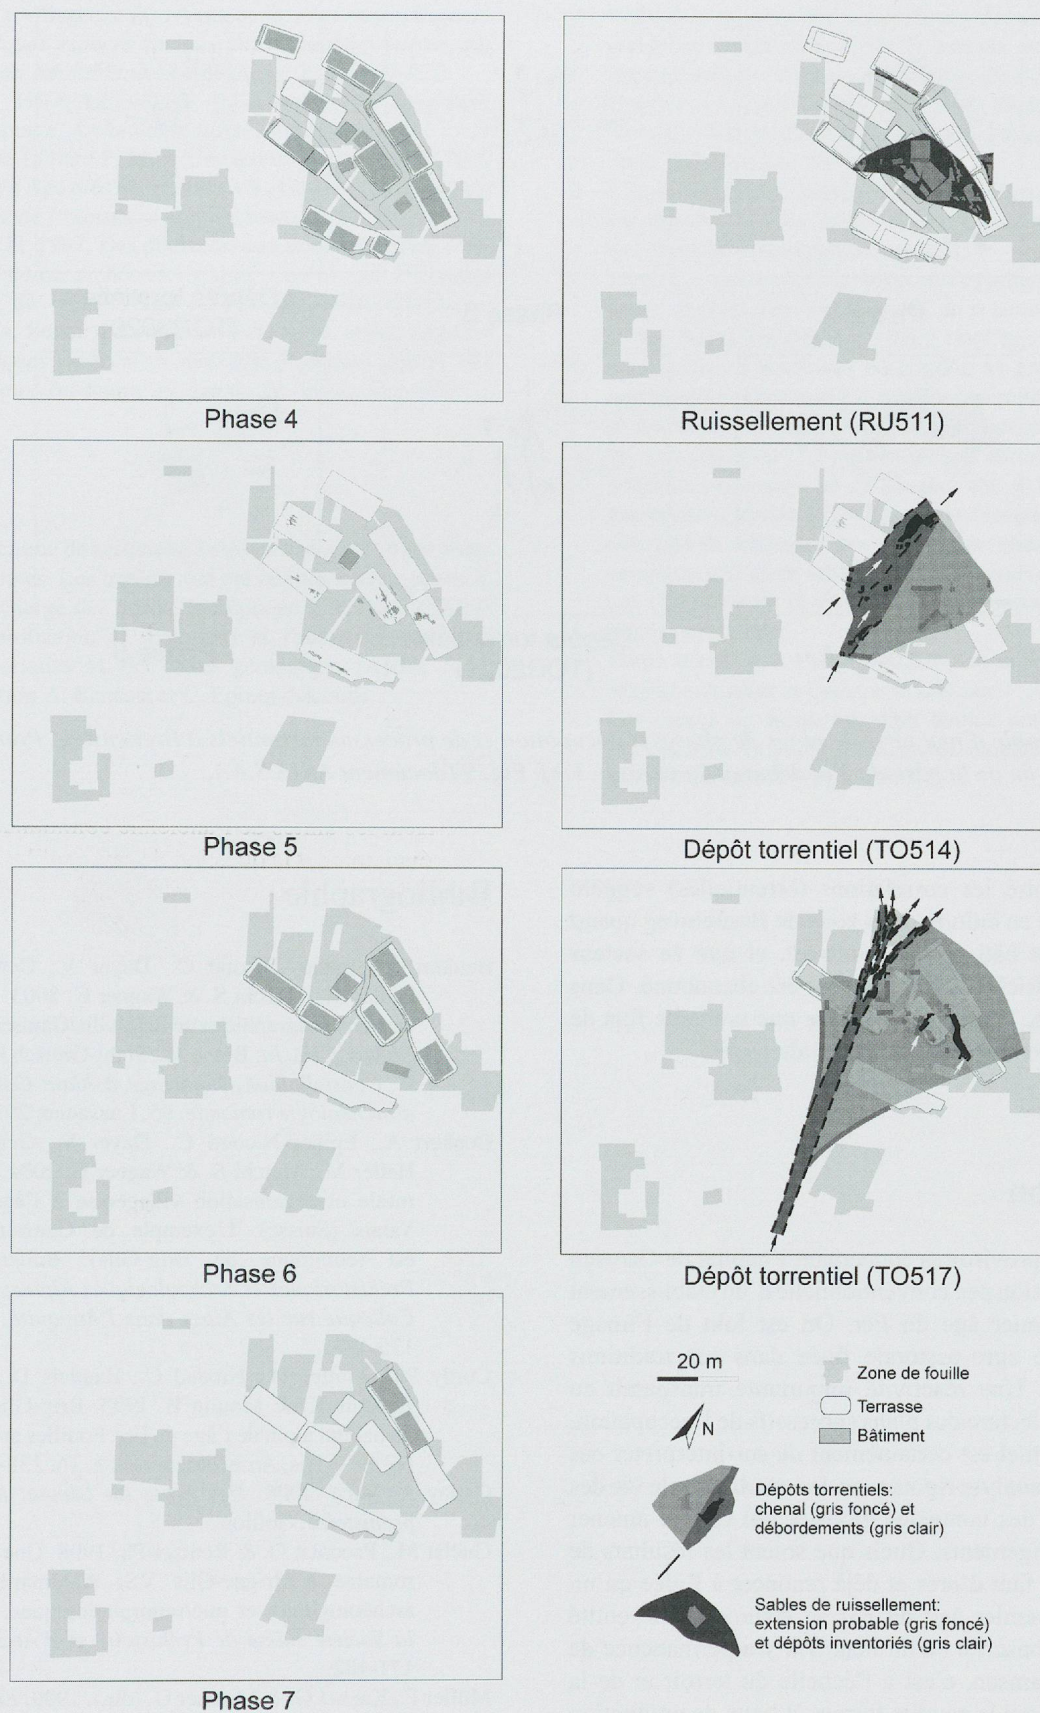 Phase 4
Ruissellement (RU511)
Phase 5
Dépôt torrentiel (TO514)
Phase 6
Dépôt torrentiel (TO517)
Phase 7
20 m
N
Zone de fouille
Terrasse
Bâtiment
Dépôts torrentiels:
chenal (gris foncé) et
débordements (gris clair)
Sables de ruissellement:
extension probable (gris foncé)
et dépôts inventoriés (gris clair)